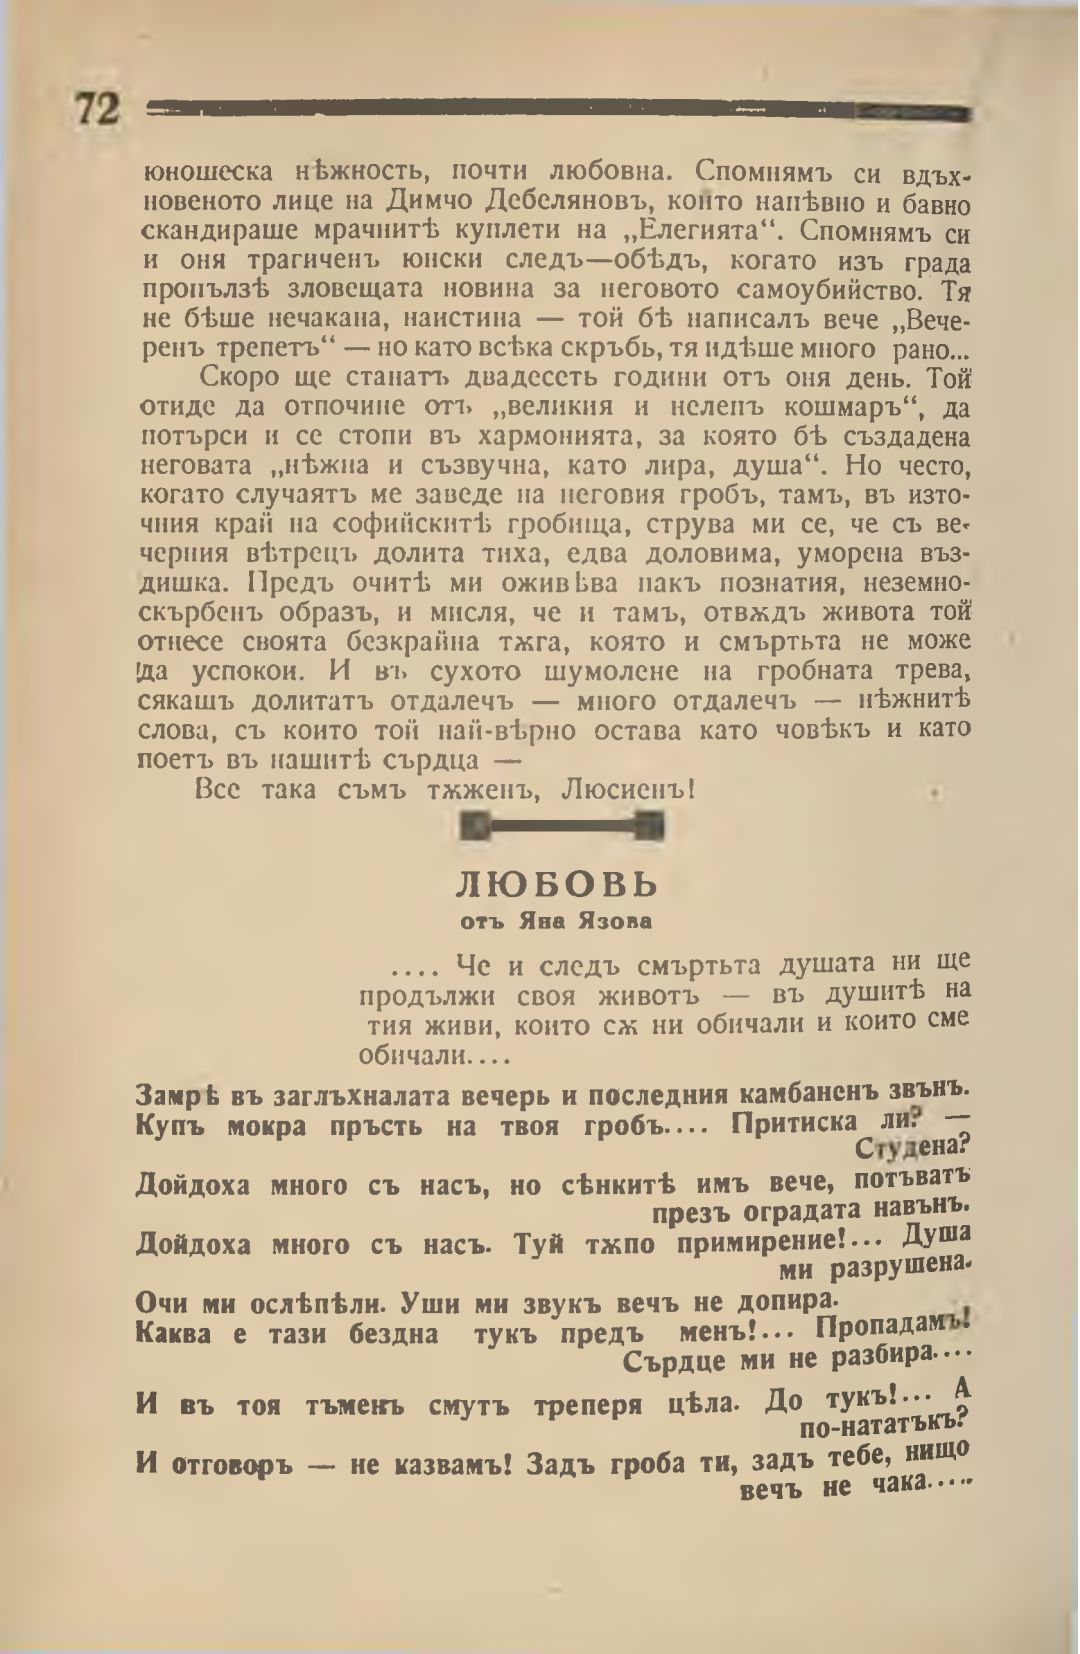 72
юношеска нѣжность, почти любовна. Спомнямъ си вдъх-
новеното лице на Димчо Дебеляновъ, който напѣвно и бавно
скандираше мрачнитѣ куплети на „Елегията“. Спомнямъ си
и оня трагиченъ юнски следъ—обѣдъ, когато изъ града
пропълзѣ зловещата новина за неговото самоубийство. Тя
не бѣше нечакана, наистина — той бѣ написалъ вече „Вече-
ренъ трепетъ“ — но като всѣка скръбь, тя идѣше много рано...
Скоро ще станатъ двадесеть години отъ оня день. Той
отиде да отпочине отъ „великия и нелепъ кошмаръ“, да
потърси и се стопи въ хармонията, за която бѣ създадена
неговата „нѣжна и съзвучна, като лира, душа“. Но често,
когато случаятъ ме заведе на неговия гробъ, тамъ, въ изто-
чния край на софийскитѣ гробища, струва ми се, че съ ве-
черния вѣтрецъ долита тиха, едва доловима, уморена въз-
дишка. Предъ очитѣ ми оживѣва пакъ познатия, неземно-
скърбенъ образъ, и мисля, че и тамъ, отвѫдъ живота той
отнесе своята безкрайна тѫга, която и смъртьта не може
да успокои. И въ сухото шумолене на гробната трева,
сякашъ долитатъ отдалечъ — много отдалечъ — нѣжнитѣ
слова, съ които той най-вѣрно остава като човѣкъ и като
поетъ въ нашитѣ сърдца —
Все така съмъ тѫженъ, Люсиенъ!
ЛЮБОВЬ
отъ Яна Язова
.... Че и следъ смъртьта душата ни ще
продължи своя животъ — въ душитѣ на
тия живи, които сѫ ни обичали и които сме
обичали....
Замрѣ въ заглъхналата вечерь и последния камбаненъ звънъ.
Купъ мокра пръсть на твоя гробъ.... Притиска ли? —
Студена?
Дойдоха много съ насъ, но сѣнкитѣ имъ вече, потъватъ
презъ оградата навънъ.
Дойдоха много съ насъ. Туй тѫпо примирение!... Душа
ми разрушена.
Очи ми ослѣпѣли. Уши ми звукъ вечъ не допира.
Каква е тази бездна тукъ предъ менъ!... Пропадамъ!
Сърдце ми не разбира....
И въ тоя тъменъ смутъ треперя цѣла. До тукъ!... А
по-нататъкъ?
И отговоръ — не казвамъ! Задъ гроба ти, задъ тебе, нищо
вечъ не чака.....